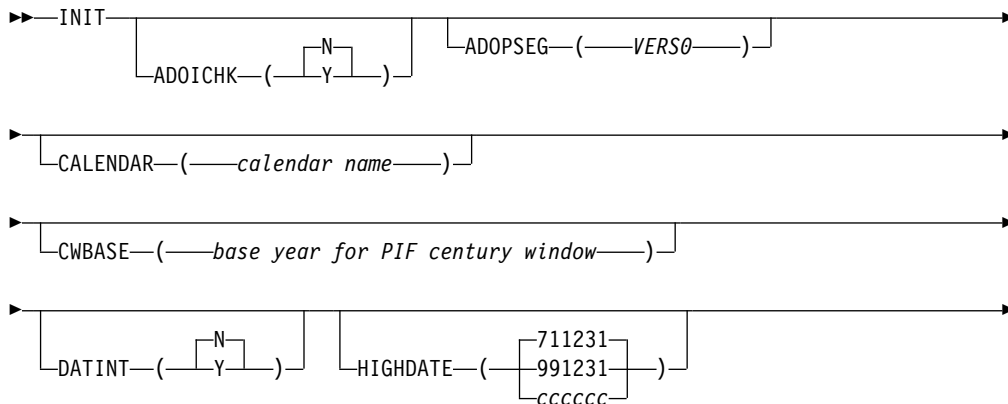 INIT
N
ADOICHK ( Y )
ADOPSEG ( VERS0 )
CALENDAR ( calendar name )
CWBASE ( base year for PIF century window )
N
DATINT ( Y )
711231
HIGHDATE ( 991231 )
cccccc